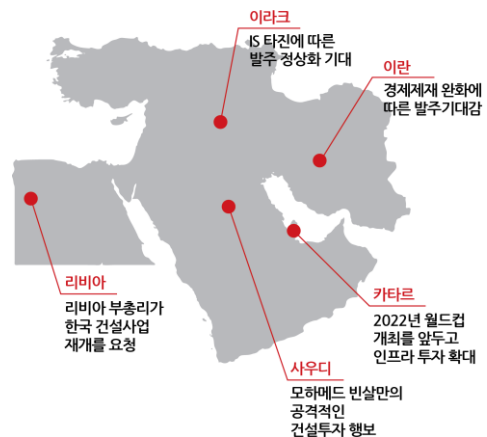 이라크
IS 타진에 따른
발주 정상화 기대
이란
경제제재 완화에
따른 발주기대감
리비아
리비아 부총리가
한국 건설사업
재개를 요청
카타르
2022년 월드컵
개최를 앞두고
인프라 투자 확대
사우디
모하메드 빈살만의
공격적인
건설투자 행보